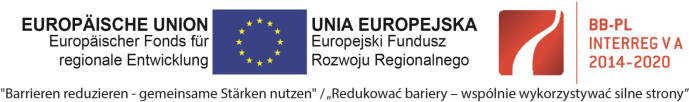 EUROPÄISCHE UNION
Europäischer Fonds für
regionale Entwicklung
UNIA EUROPEJSKA
Europejski Fundusz
Rozwoju Regionalnego
BB-PL
INTERREG V A
2014-2020
"Barrieren reduzieren - gemeinsame Stärken nutzen" / „Redukować bariery – wspólnie wykorzystywać silne strony”